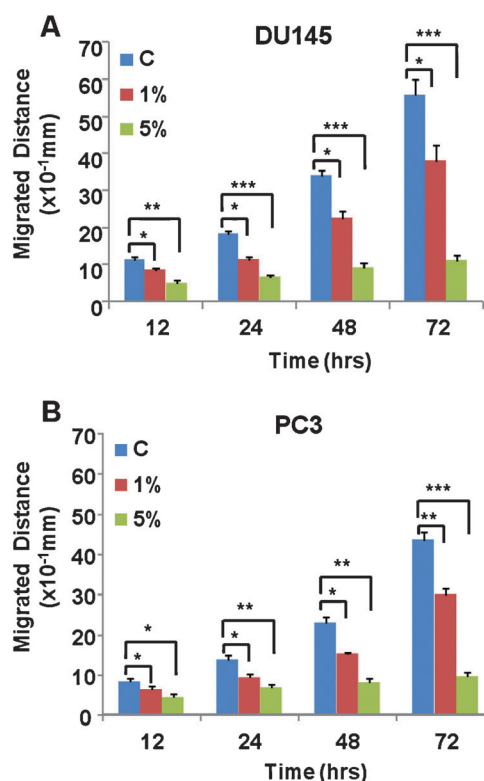 A
DU145
70
60
50
40
30
20
10
0
Migrated Distance
(x10⁻¹mm)
C
1%
5%
** 
*
***
*
***
*
***
*
12 24 48 72
Time (hrs)
B
PC3
70
60
50
40
30
20
10
0
Migrated Distance
(x10⁻¹mm)
C
1%
5%
*
*
**
*
**
*
***
**
12 24 48 72
Time (hrs)